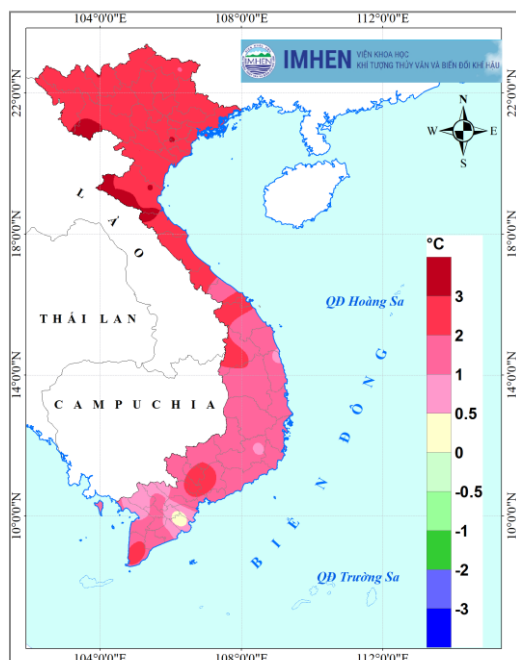 104°0'0"E 108°0'0"E 112°0'0"E
IMHEN
VIỆN KHOA HỌC
KHÍ TƯỢNG THỦY VĂN VÀ BIẾN ĐỔI KHÍ HẬU
22°0'0"N
22°0'0"N
N
W E
S
LÀO
18°0'0"N
18°0'0"N
°C
THÁI LAN
QĐ Hoàng Sa
3
2
14°0'0"N
14°0'0"N
1
CAMPUCHIA
0.5
0
-0.5
10°0'0"N
10°0'0"N
-1
-2
-3
BIỂN ĐÔNG
QĐ Trường Sa
104°0'0"E 108°0'0"E 112°0'0"E